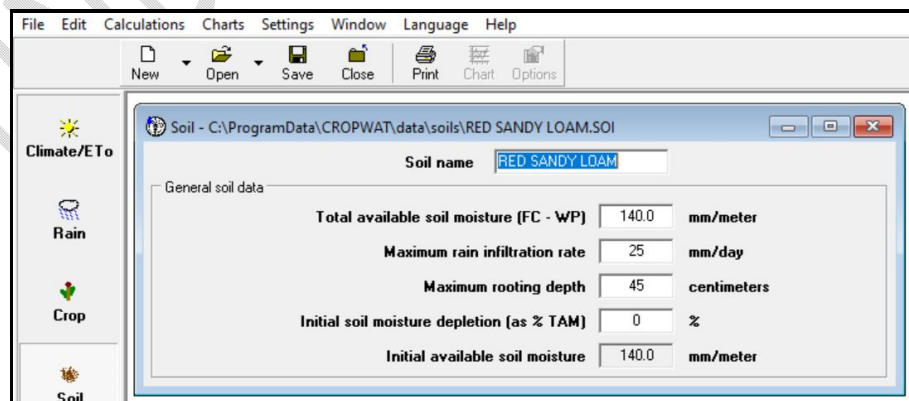 File Edit Calculations Charts Settings Window Language Help
New Open Save Close Print Chart Options
Climate/ETo
Rain
Crop
Soil
Soil - C:\ProgramData\CROPWAT\data\soils\RED SANDY LOAM.SOI
Soil name RED SANDY LOAM
General soil data
Total available soil moisture (FC - WP) 140.0 mm/meter
Maximum rain infiltration rate 25 mm/day
Maximum rooting depth 45 centimeters
Initial soil moisture depletion (as % TAM) 0 %
Initial available soil moisture 140.0 mm/meter